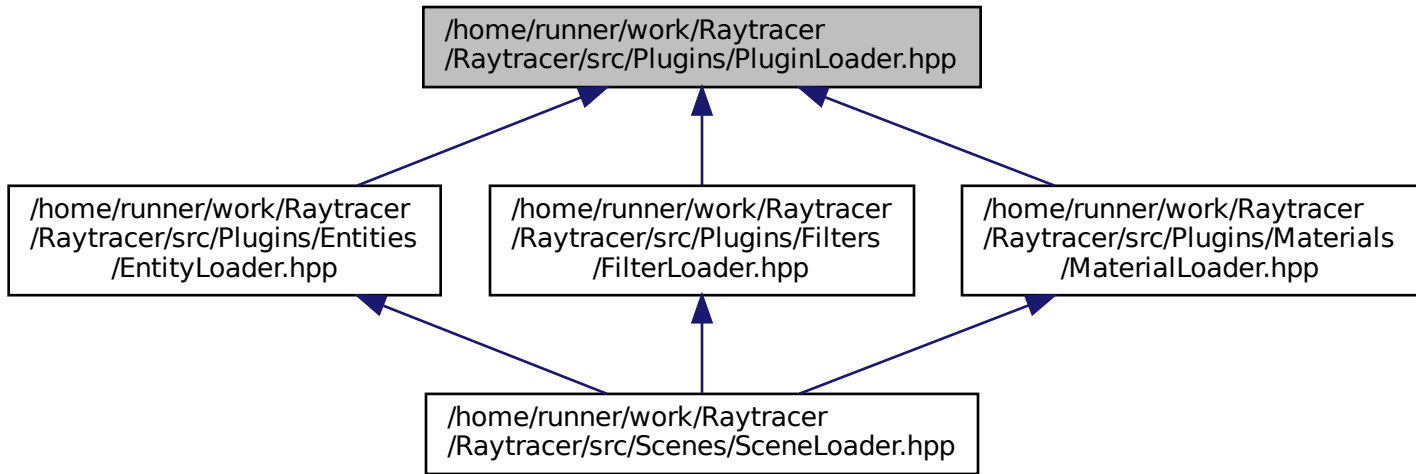 /home/runner/work/Raytracer
/Raytracer/src/Plugins/PluginLoader.hpp
/home/runner/work/Raytracer
/Raytracer/src/Plugins/Entities
/EntityLoader.hpp
/home/runner/work/Raytracer
/Raytracer/src/Plugins/Filters
/FilterLoader.hpp
/home/runner/work/Raytracer
/Raytracer/src/Plugins/Materials
/MaterialLoader.hpp
/home/runner/work/Raytracer
/Raytracer/src/Scenes/SceneLoader.hpp